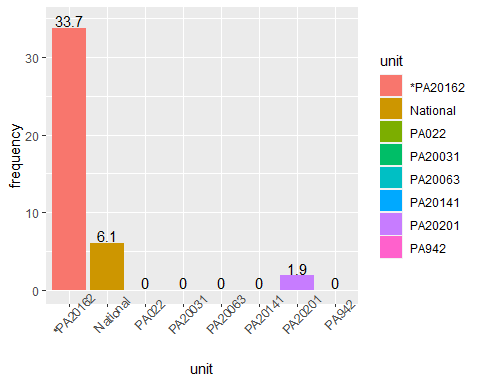 33.7
6.1
0
0
0
0
1.9
0
30
20
10
0
frequency
*PA20162
National
PA022
PA20031
PA20063
PA20141
PA20201
PA942
unit
unit
*PA20162
National
PA022
PA20031
PA20063
PA20141
PA20201
PA942